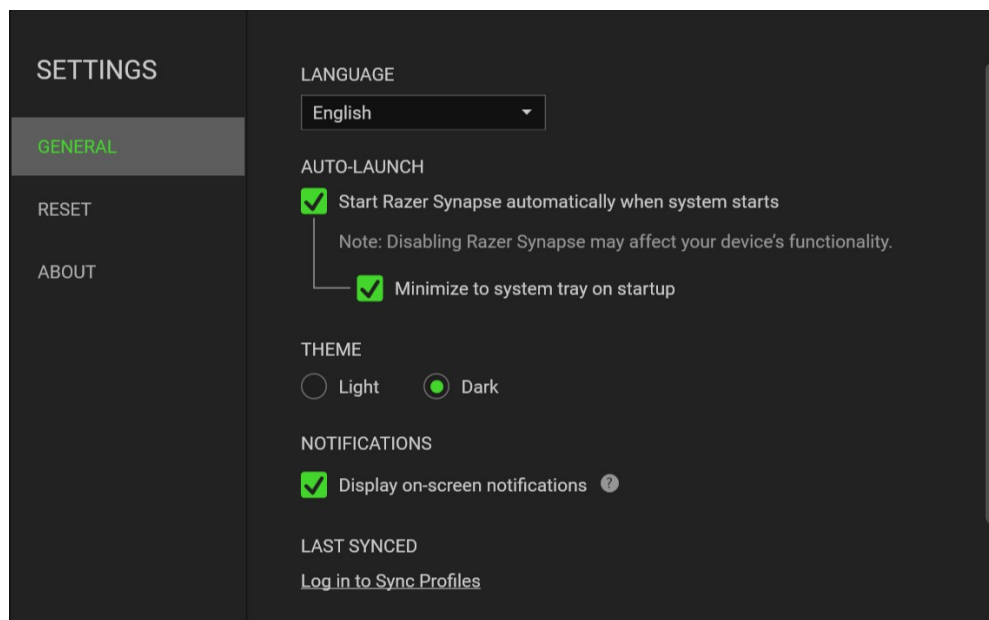 SETTINGS
GENERAL
RESET
ABOUT
LANGUAGE
English
AUTO-LAUNCH
Start Razer Synapse automatically when system starts
Note: Disabling Razer Synapse may affect your device’s functionality.
Minimize to system tray on startup
THEME
Light Dark
NOTIFICATIONS
Display on-screen notifications ?
LAST SYNCED
Log in to Sync Profiles